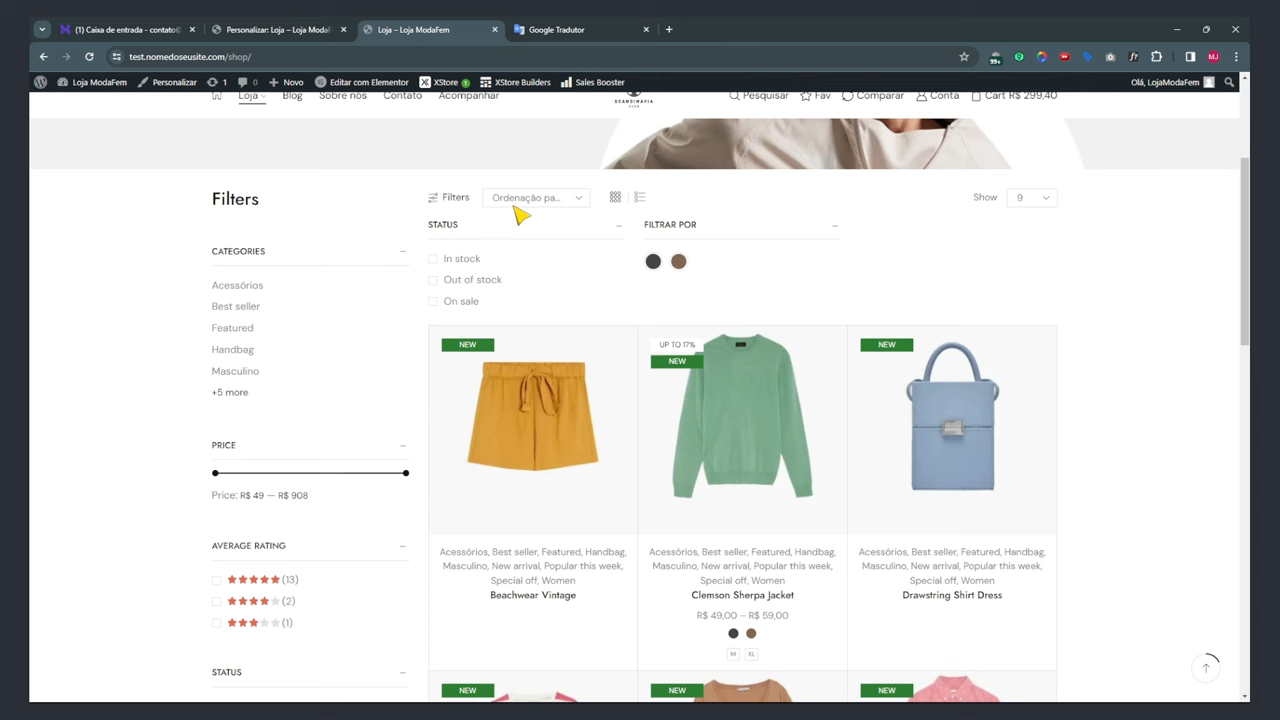 (1) Caixa de entrada - contato©
Personalizar: Loja – Loja ModaF
Loja – Loja ModaFem
Google Tradutor
test.nomedoseusite.com/shop/
99+
f?
MJ
Loja ModaFem
Personalizar
1
0
Novo
Editar com Elementor
XStore 1
XStore Builders
Sales Booster
Olá, LojaModaFem
Loja
Blog
Sobre nós
Contato
Acompanhar
SCANDINAVIA
CLUB
Pesquisar
Fav
Comparar
Conta
Cart R$ 299,40
Filters
Filters
Ordenação pa...
Show
9
STATUS
FILTRAR POR
CATEGORIES
In stock
Out of stock
On sale
Acessórios
Best seller
Featured
Handbag
Masculino
+5 more
NEW
UP TO 17%
NEW
NEW
PRICE
Price: R$ 49 — R$ 908
AVERAGE RATING
(13)
(2)
(1)
STATUS
Acessórios, Best seller, Featured, Handbag,
Masculino, New arrival, Popular this week,
Special off, Women
Beachwear Vintage
Acessórios, Best seller, Featured, Handbag,
Masculino, New arrival, Popular this week,
Special off, Women
Clemson Sherpa Jacket
R$ 49,00 – R$ 59,00
M
XL
Acessórios, Best seller, Featured, Handbag,
Masculino, New arrival, Popular this week,
Special off, Women
Drawstring Shirt Dress
NEW
NEW
NEW